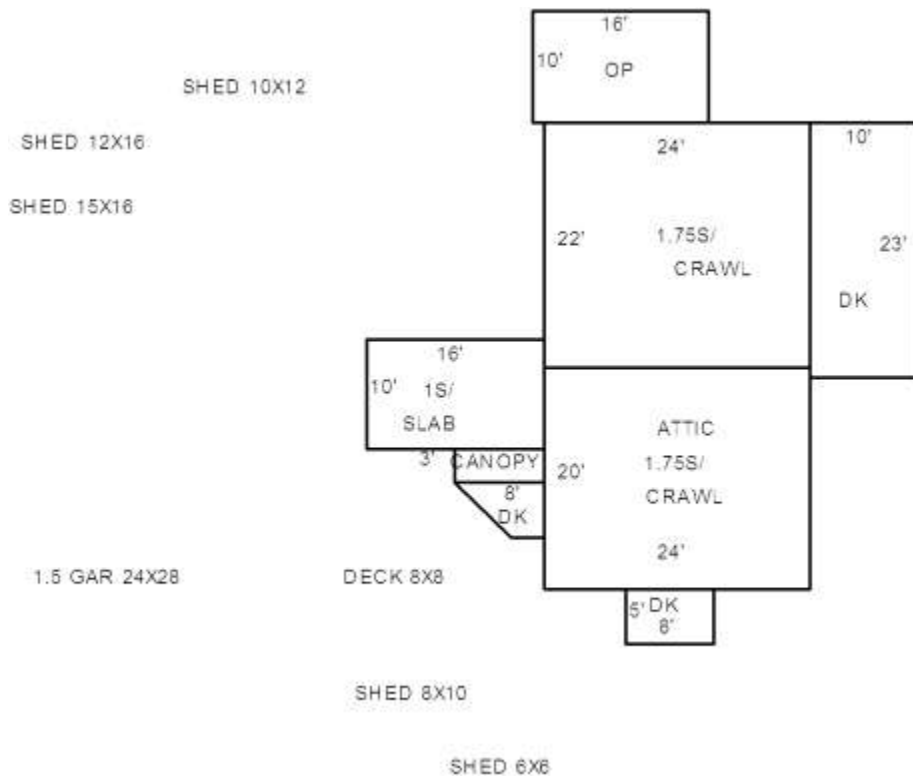 16'
10'
OP
SHED 10X12
SHED 12X16
24'
10'
SHED 15X16
22'
1.75S/
CRAWL
23'
DK
16'
10'
1S/
SLAB
ATTIC
3'
CANOPY
1.75S/
20'
CRAWL
8'
DK
24'
1.5 GAR 24X28
DECK 8X8
5'
DK
8'
SHED 8X10
SHED 6X6